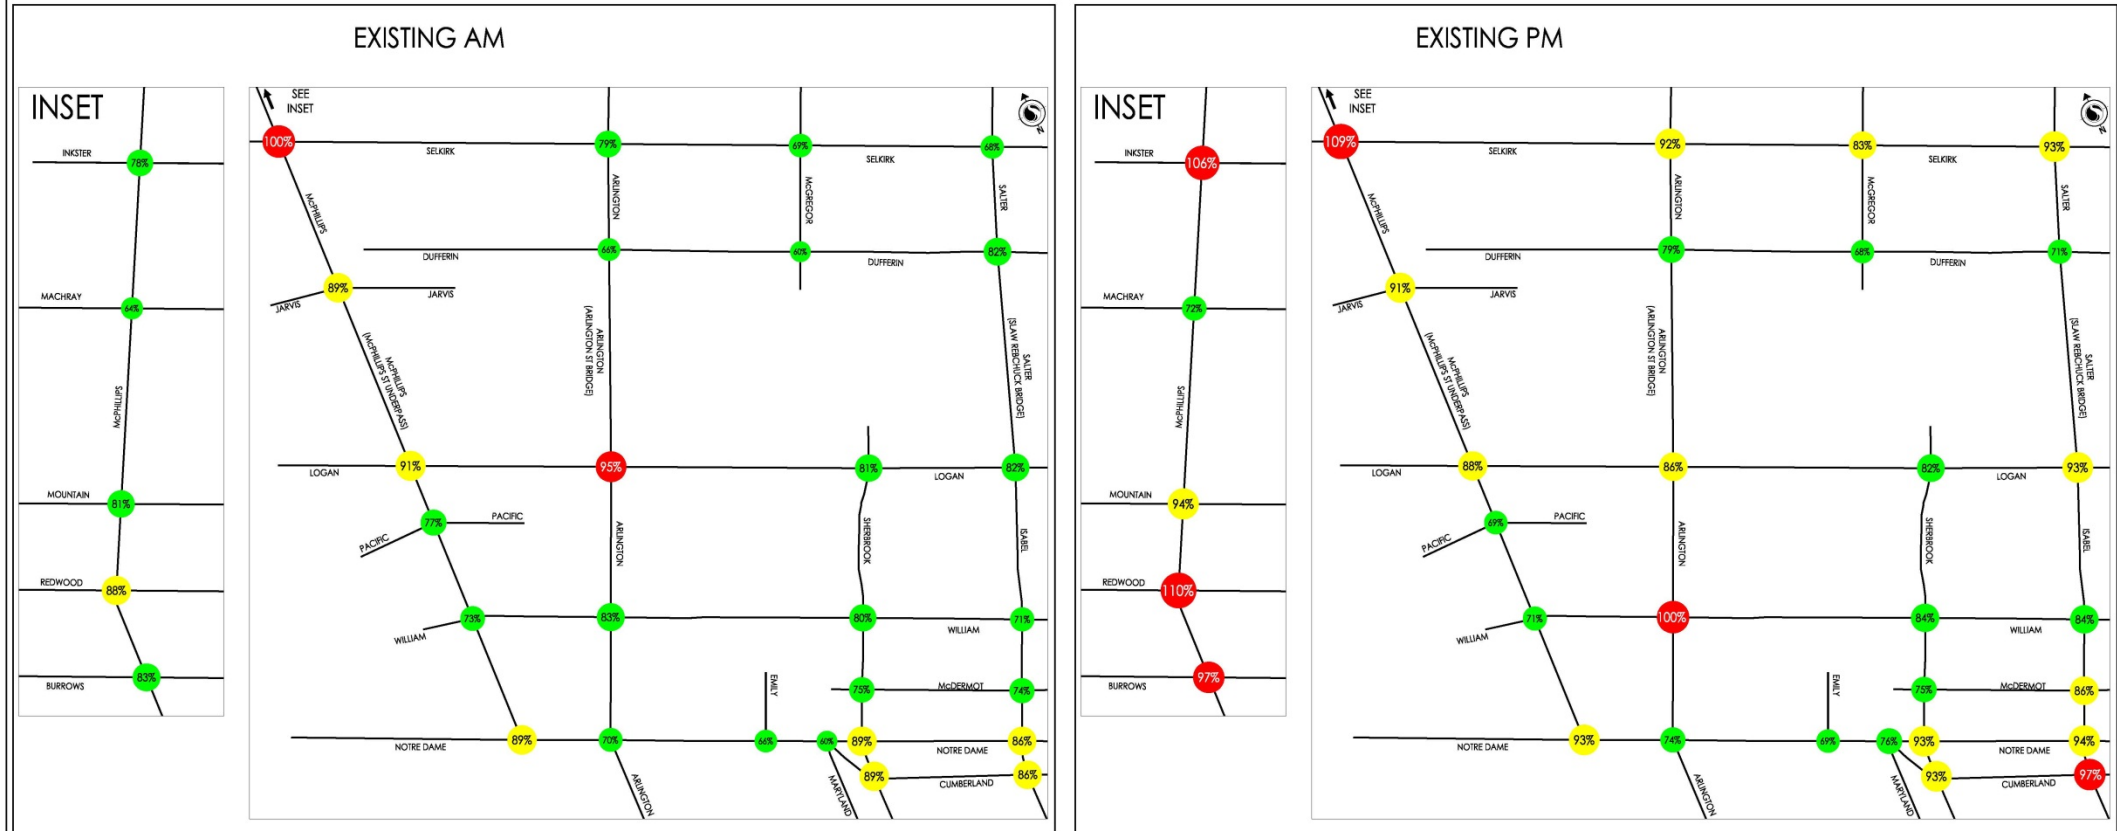 EXISTING AM
INSET
INKSTER
78%
MACHRAY
64%
McPHILLIPS
MOUNTAIN
81%
REDWOOD
88%
BURROWS
83%
SEE
INSET
N
100%
SELKIRK
79%
69%
SELKIRK
68%
McPHILLIPS
ARLINGTON
McGREGOR
SALTER
DUFFERIN
66%
60%
DUFFERIN
82%
JARVIS
89%
JARVIS
McPHILLIPS
(McPHILLIPS ST UNDERPASS)
ARLINGTON
(ARLINGTON ST BRIDGE)
SALTER
(SLAW REBCHUCK BRIDGE)
LOGAN
91%
95%
81%
LOGAN
82%
PACIFIC
77%
PACIFIC
ARLINGTON
SHERBROOK
ISABEL
WILLIAM
73%
83%
80%
WILLIAM
71%
EMILY
75%
McDERMOT
74%
NOTRE DAME
89%
70%
66%
60%
89%
NOTRE DAME
86%
ARLINGTON
MARYLAND
89%
CUMBERLAND
86%
EXISTING PM
INSET
INKSTER
106%
MACHRAY
72%
McPHILLIPS
MOUNTAIN
94%
REDWOOD
110%
BURROWS
97%
SEE
INSET
N
109%
SELKIRK
92%
83%
SELKIRK
93%
McPHILLIPS
ARLINGTON
McGREGOR
SALTER
DUFFERIN
79%
68%
DUFFERIN
71%
JARVIS
91%
JARVIS
McPHILLIPS
(McPHILLIPS ST UNDERPASS)
ARLINGTON
(ARLINGTON ST BRIDGE)
SALTER
(SLAW REBCHUCK BRIDGE)
LOGAN
88%
86%
82%
LOGAN
93%
PACIFIC
69%
PACIFIC
ARLINGTON
SHERBROOK
ISABEL
WILLIAM
71%
100%
84%
WILLIAM
84%
EMILY
75%
McDERMOT
86%
NOTRE DAME
93%
74%
69%
76%
93%
NOTRE DAME
94%
ARLINGTON
MARYLAND
93%
CUMBERLAND
97%